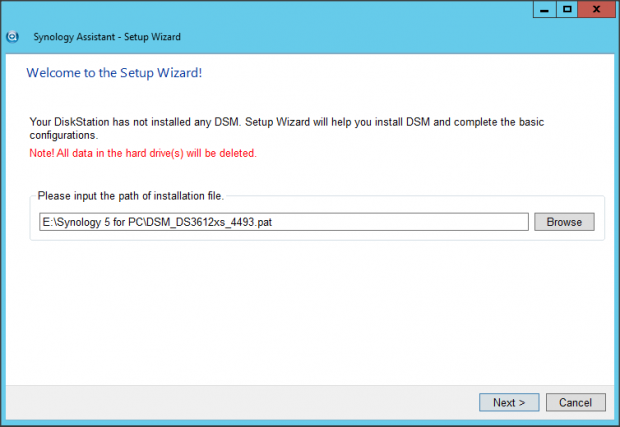 Synology Assistant - Setup Wizard
Welcome to the Setup Wizard!
Your DiskStation has not installed any DSM. Setup Wizard will help you install DSM and complete the basic
configurations.
Note! All data in the hard drive(s) will be deleted.
Please input the path of installation file.
E:\Synology 5 for PC\DSM_DS3612xs_4493.pat
Browse
Next >
Cancel